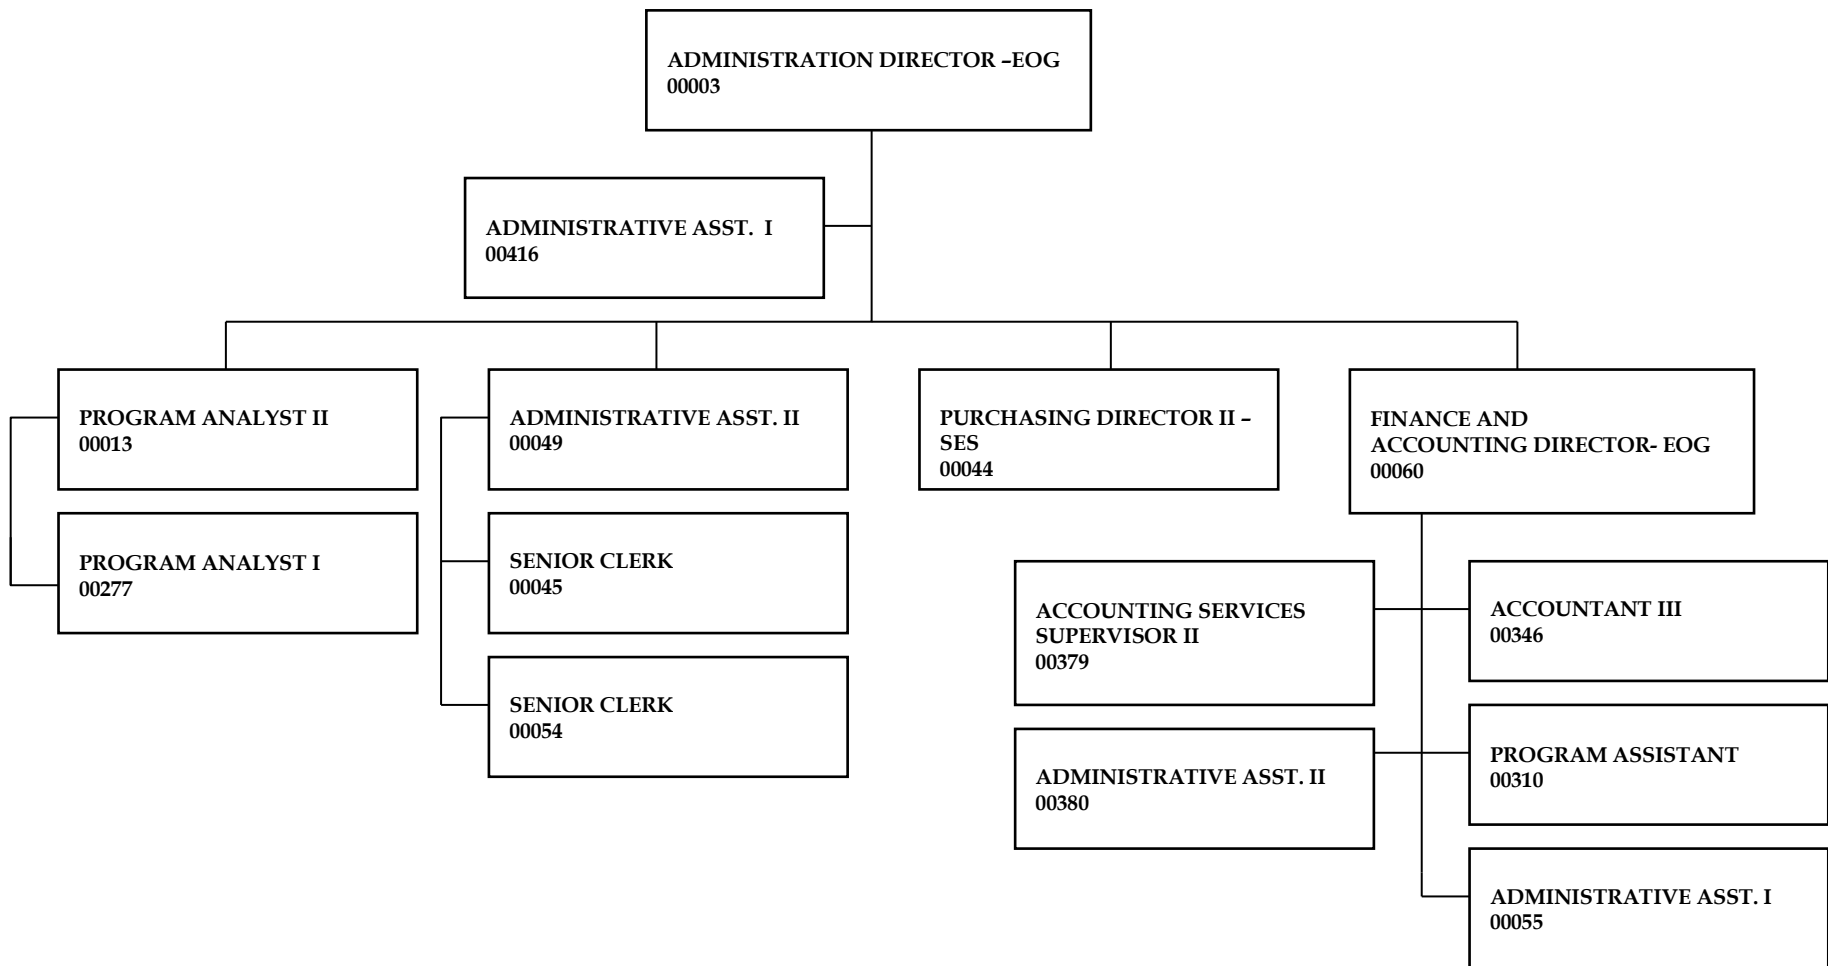 ADMINISTRATION DIRECTOR –EOG
00003
ADMINISTRATIVE ASST. I
00416
PROGRAM ANALYST II
00013
ADMINISTRATIVE ASST. II
00049
PURCHASING DIRECTOR II –
SES
00044
FINANCE AND
ACCOUNTING DIRECTOR- EOG
00060
PROGRAM ANALYST I
00277
SENIOR CLERK
00045
SENIOR CLERK
00054
ACCOUNTING SERVICES
SUPERVISOR II
00379
ACCOUNTANT III
00346
ADMINISTRATIVE ASST. II
00380
PROGRAM ASSISTANT
00310
ADMINISTRATIVE ASST. I
00055